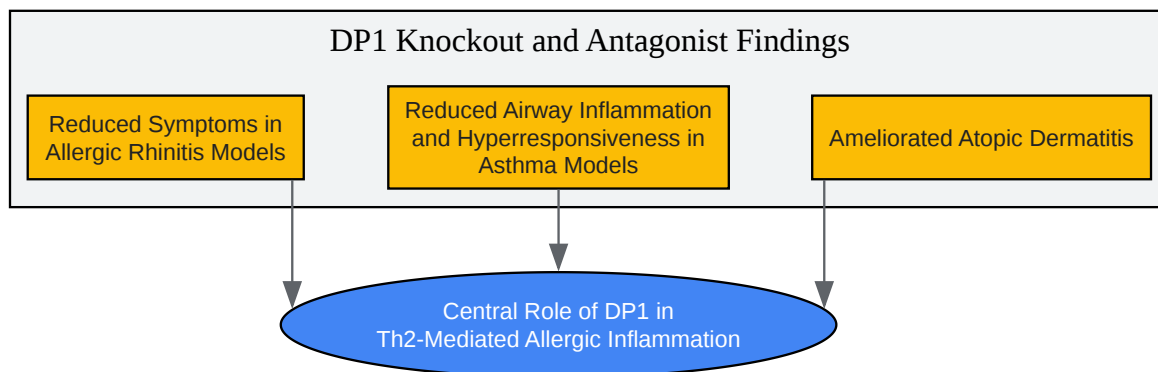 DP1 Knockout and Antagonist Findings
Reduced Symptoms in
Allergic Rhinitis Models
Reduced Airway Inflammation
and Hyperresponsiveness in
Asthma Models
Ameliorated Atopic Dermatitis
Central Role of DP1 in
Th2-Mediated Allergic Inflammation